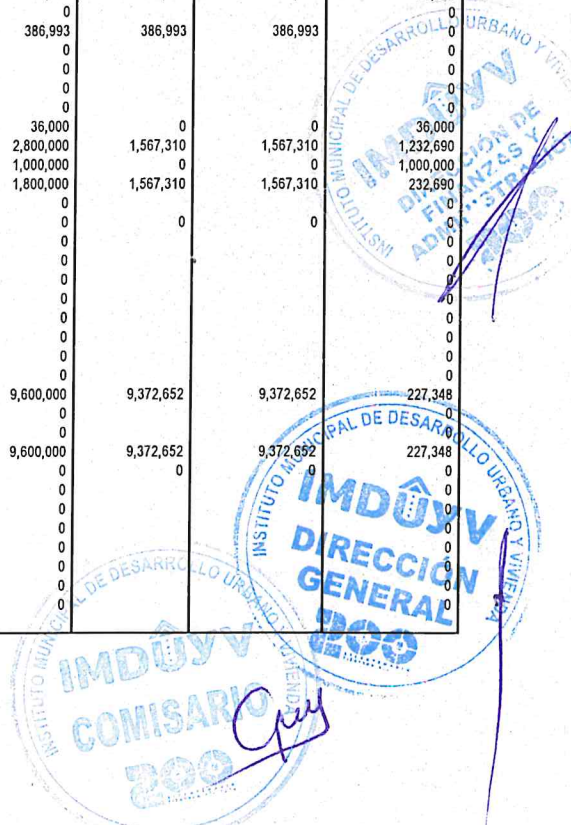 0 0
386,993 386,993 386,993 0
0 0
0 0
0 0
0 0
36,000 0 0 36,000
2,800,000 1,567,310 1,567,310 1,232,690
1,000,000 0 0 1,000,000
1,800,000 1,567,310 1,567,310 232,690
0 0
0 0 0 0
0 0
0 0
0 0
0 0
0 0
0 0
0 0
0 0
9,600,000 9,372,652 9,372,652 227,348
0 0
0 0
9,600,000 9,372,652 9,372,652 227,348
0 0 0 0
0 0
0 0
0 0
0 0
0 0
0 0
0 0
INSTITUTO MUNICIPAL DE DESARROLLO URBANO Y VIVIE
IMDUYV
DIRECCIÓN DE
FINANZAS Y
INSTITUTO MUNICIPAL DE DESARROLLO URBANO Y VIVIENDA
IMDUYV
DIRECCIÓN
GENERAL
200
INSTITUTO MUNICIPAL DE DESARROLLO URBANO Y VIVIENDA
IMDUYV
COMISARIO
200